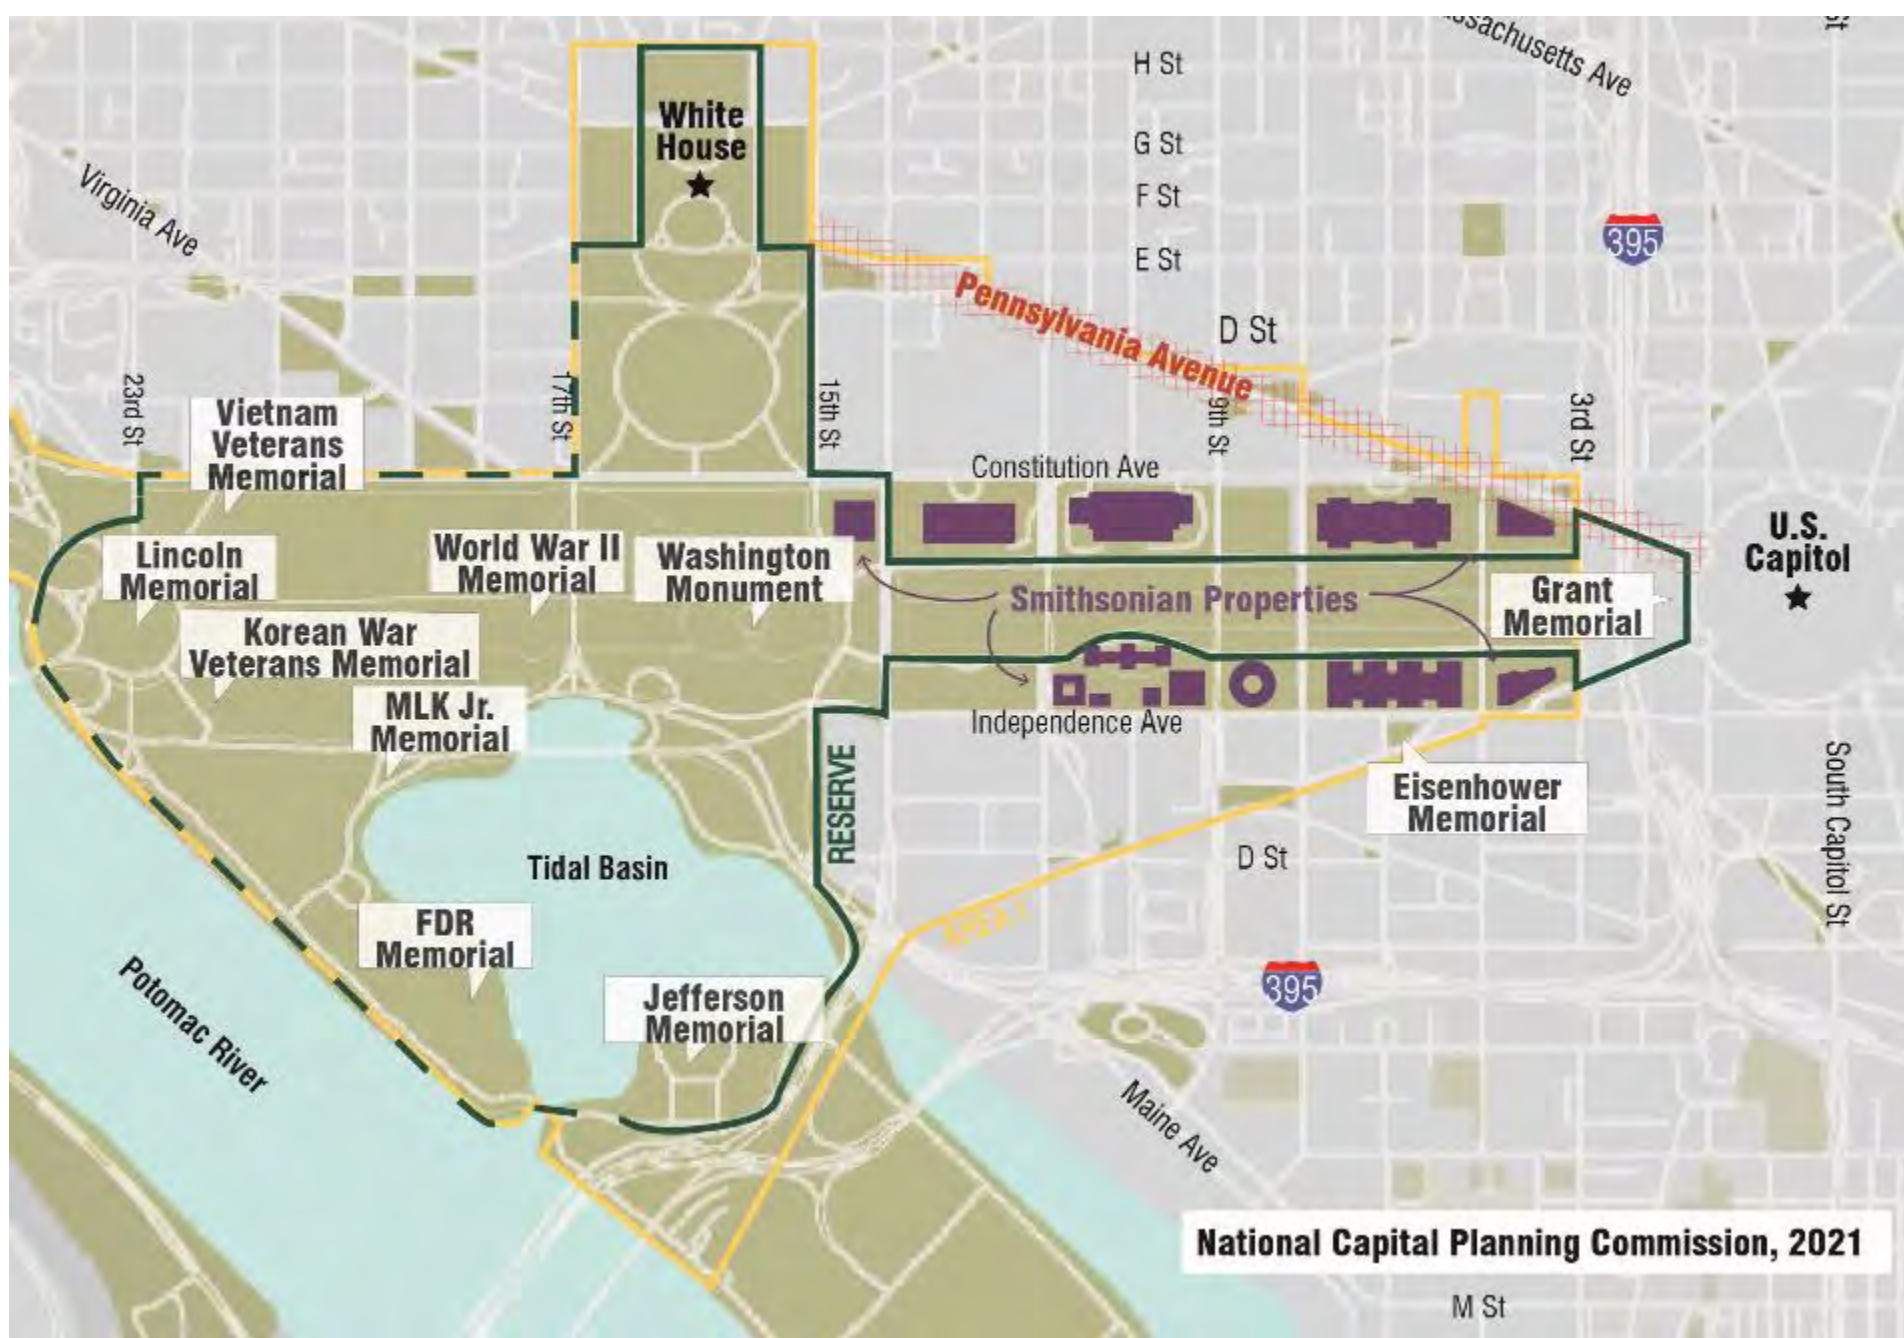 ssachusetts Ave
St
H St
White
House
G St
F St
Virginia Ave
395
E St
Pennsylvania Avenue
D St
23rd St
17th St
15th St
9th St
3rd St
Vietnam
Veterans
Memorial
Constitution Ave
U.S.
Capitol
Lincoln
Memorial
World War II
Memorial
Washington
Monument
Smithsonian Properties
Grant
Memorial
Korean War
Veterans Memorial
MLK Jr.
Memorial
Independence Ave
RESERVE
Eisenhower
Memorial
South Capitol St
Tidal Basin
D St
AREA I
FDR
Memorial
Potomac River
Jefferson
Memorial
395
Maine Ave
National Capital Planning Commission, 2021
M St